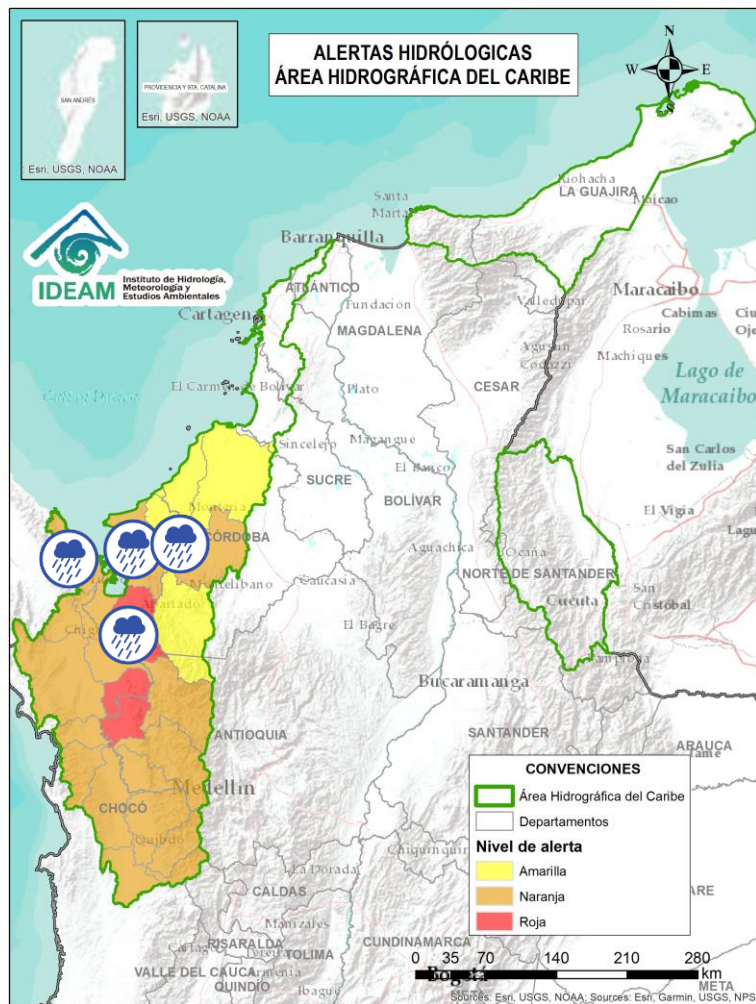 ALERTAS HIDRÓLOGICAS
ÁREA HIDROGRÁFICA DEL CARIBE
N
W E
S
SAN ANDRÉS
Esri, USGS, NOAA
PROVIDENCIA Y STA. CATALINA
Esri, USGS, NOAA
IDEAM
Instituto de Hidrología,
Meteorología y
Estudios Ambientales
Riohacha
LA GUAJIRA
Maicao
Santa
Marta
Barranquilla
ATLÁNTICO
Fundación
Valledupar
Maracaibo
Cartagena
MAGDALENA
Cabimas
Rosario
Agustín
Codazzi
Machiques
Lago de
Maracaibo
CESAR
El Carmen de Bolívar
Plato
Sincelejo
Magangué
San Carlos
del Zulia
El Banco
SUCRE
BOLÍVAR
Montería
El Vigía
CÓRDOBA
Aguachica
Ocaña
NORTE DE SANTANDER
Montelíbano
Caucasia
Apartadó
San
Cristóbal
Cúcuta
El Bagre
Pamplona
Bucaramanga
ANTIOQUIA
SANTANDER
ARAUCA
Medellín
CHOCÓ
Quibdó
Chiquinquirá
La Dorada
CALDAS
Manizales
RISARALDA
Pereira
TOLIMA
CUNDINAMARCA
VALLE DEL CAUCA
Armenia
QUINDÍO
Ibagué
Bogotá
META
CONVENCIONES
Área Hidrográfica del Caribe
Departamentos
Nivel de alerta
Amarilla
Naranja
Roja
0 35 70 140 210 280
km
Sources: Esri, USGS, NOAA; Sources: Esri, Garmin, USGS, NPS